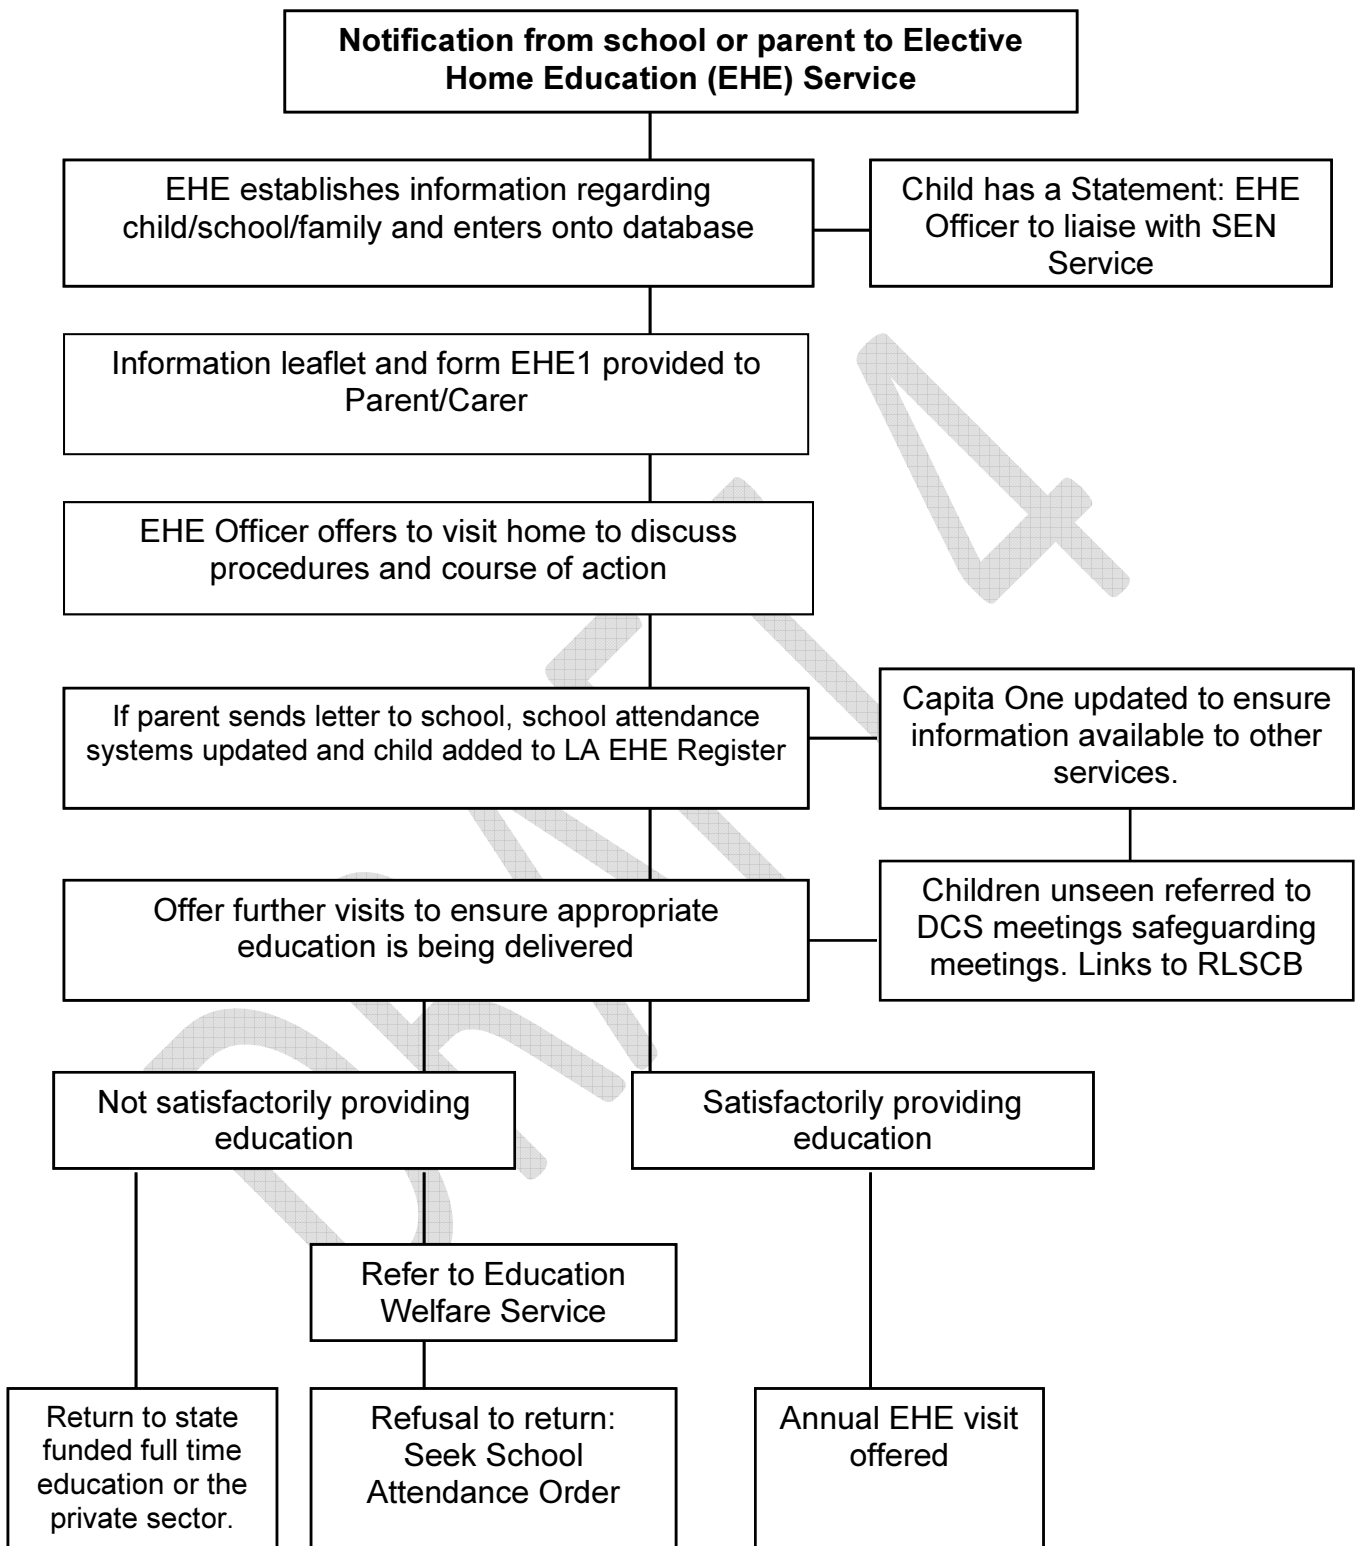 Notification from school or parent to Elective
Home Education (EHE) Service
EHE establishes information regarding
child/school/family and enters onto database
Child has a Statement: EHE
Officer to liaise with SEN
Service
Information leaflet and form EHE1 provided to
Parent/Carer
EHE Officer offers to visit home to discuss
procedures and course of action
If parent sends letter to school, school attendance
systems updated and child added to LA EHE Register
Capita One updated to ensure
information available to other
services.
Offer further visits to ensure appropriate
education is being delivered
Children unseen referred to
DCS meetings safeguarding
meetings. Links to RLSCB
Not satisfactorily providing
education
Satisfactorily providing
education
Refer to Education
Welfare Service
Return to state
funded full time
education or the
private sector.
Refusal to return:
Seek School
Attendance Order
Annual EHE visit
offered
DRAFT 4